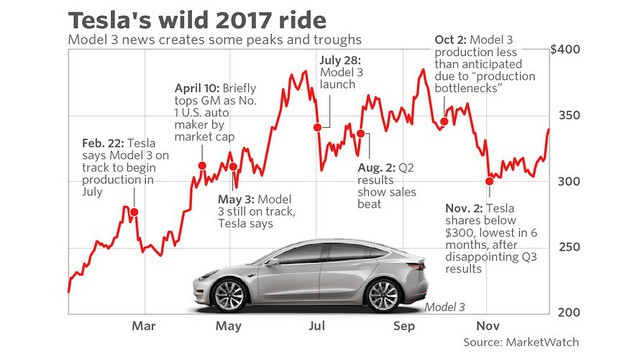 Tesla's wild 2017 ride
Model 3 news creates some peaks and troughs
Feb. 22: Tesla
says Model 3 on
track to begin
production in
July
April 10: Briefly
tops GM as No.
1 U.S. auto
maker by
market cap
May 3: Model
3 still on track,
Tesla says
July 28:
Model 3
launch
Aug. 2: Q2
results
show sales
beat
Oct 2: Model 3
production less
than anticipated
due to “production
bottlenecks”
Nov. 2: Tesla
shares below
$300, lowest in 6
months, after
disappointing Q3
results
$400
350
300
250
200
Model 3
Mar
May
Jul
Sep
Nov
Source: MarketWatch